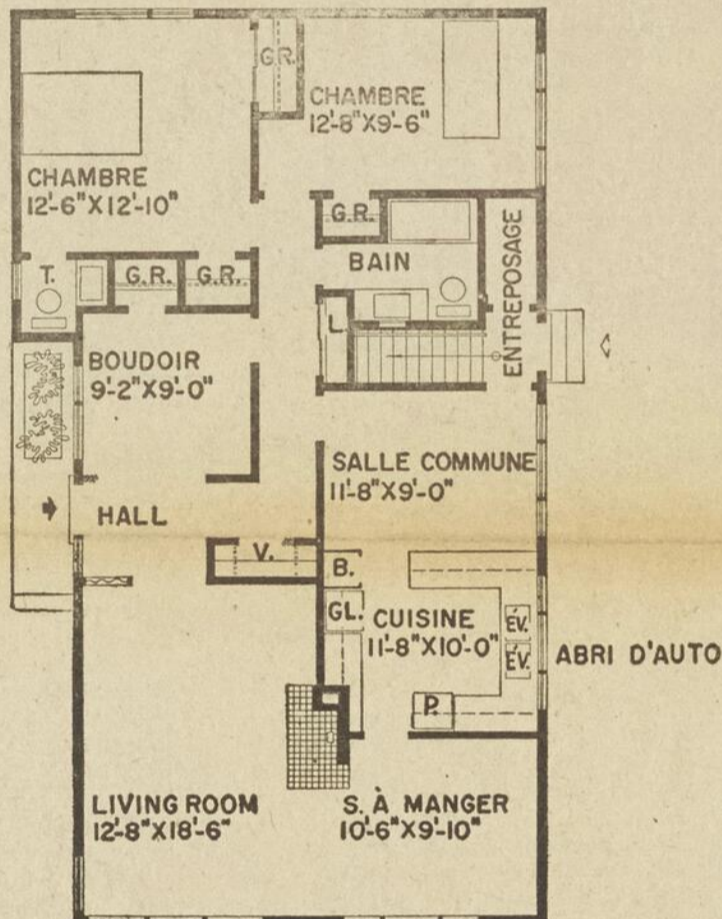 G.R.
CHAMBRE
12'-8"X9'-6"
CHAMBRE
12'-6"X12'-10"
G.R.
T.
G.R.
G.R.
BAIN
ENTREPOSAGE
L.
BOUDOIR
9'-2"X9'-0"
SALLE COMMUNE
11'-8"X9'-0"
HALL
V.
B.
GL.
CUISINE
11'-8"X10'-0"
ÉV.
ÉV.
ABRI D'AUTO
P.
LIVING ROOM
12'-8"X18'-6"
S. À MANGER
10'-6"X9'-10"